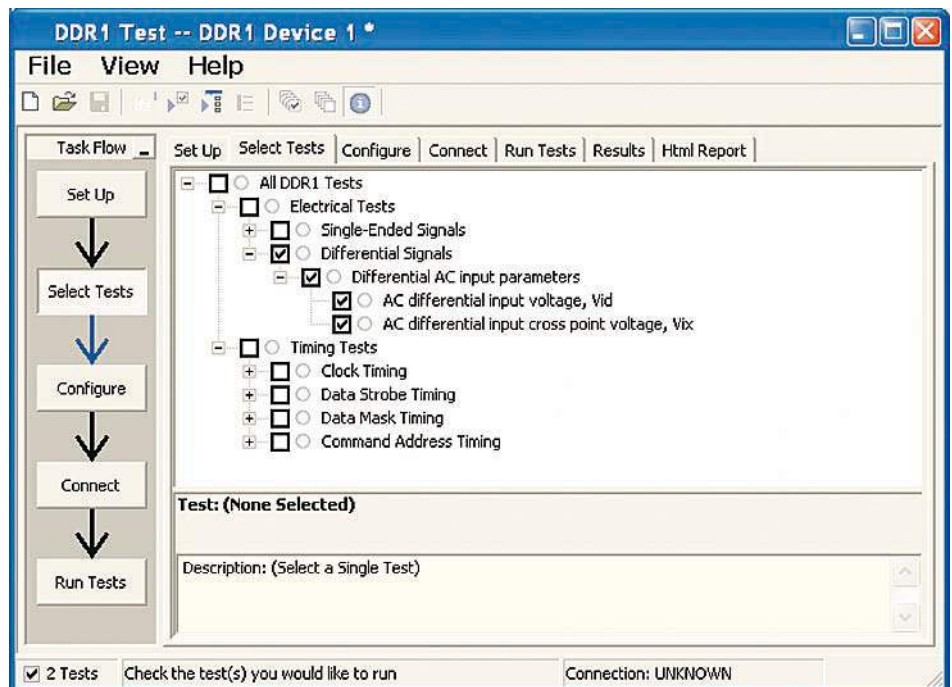 DDR1 Test -- DDR1 Device 1 *
File View Help
Task Flow
Set Up
Select Tests
Configure
Connect
Run Tests
Set Up Select Tests Configure Connect Run Tests Results Html Report
All DDR1 Tests
Electrical Tests
Single-Ended Signals
Differential Signals
Differential AC input parameters
AC differential input voltage, Vid
AC differential input cross point voltage, Vix
Timing Tests
Clock Timing
Data Strobe Timing
Data Mask Timing
Command Address Timing
Test: (None Selected)
Description: (Select a Single Test)
2 Tests Check the test(s) you would like to run Connection: UNKNOWN